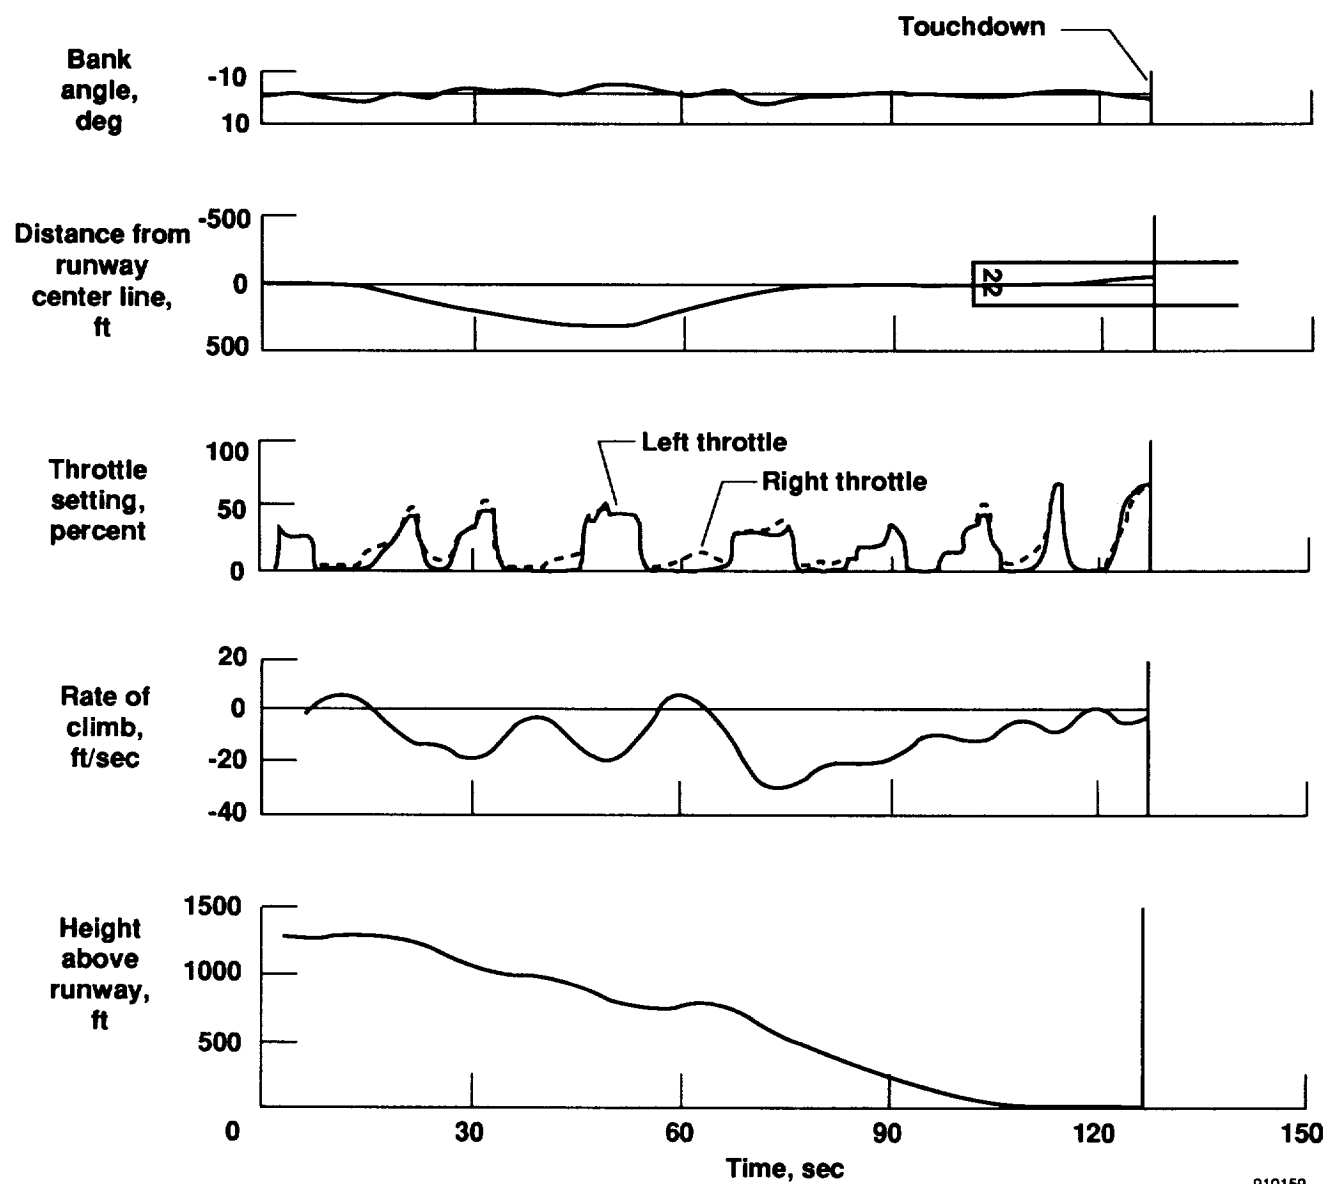 Touchdown
Bank
angle,
deg
-10
10
Distance from
runway
center line,
ft
-500
0
500
22
Throttle
setting,
percent
100
50
0
Left throttle
Right throttle
Rate of
climb,
ft/sec
20
0
-20
-40
Height
above
runway,
ft
1500
1000
500
0 30 60 90 120 150
Time, sec